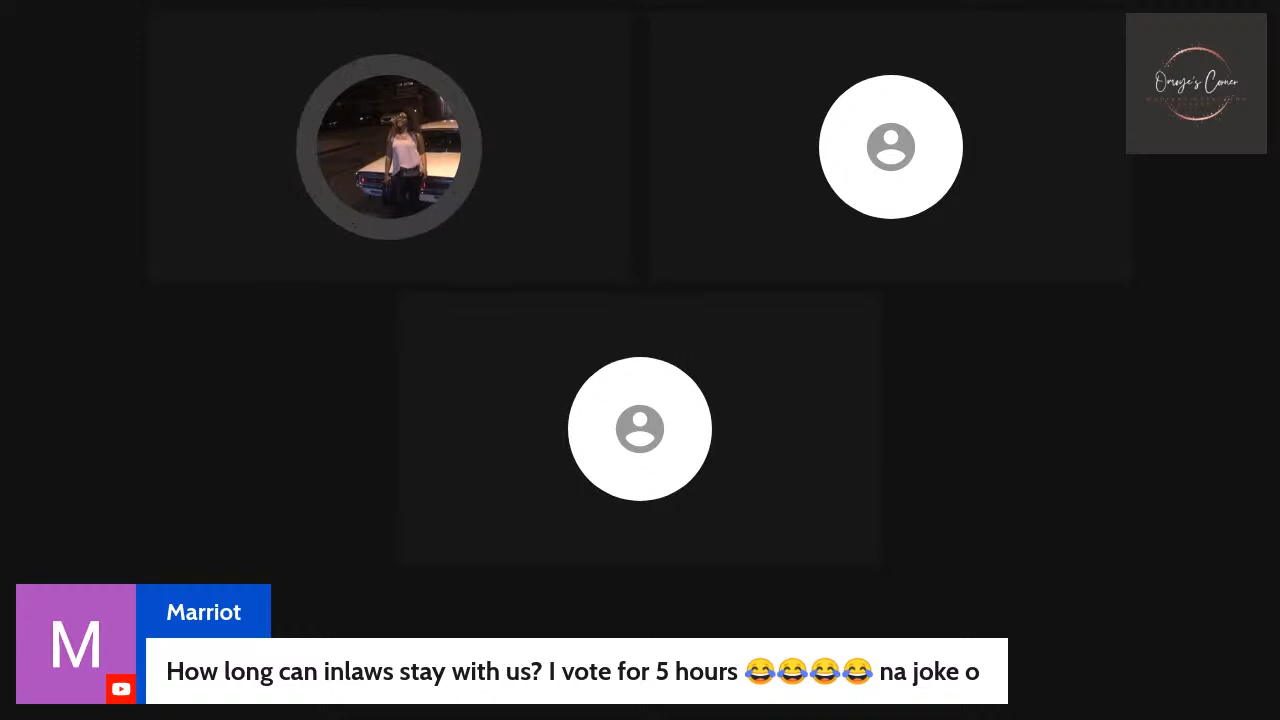 Omoye's Corner
M
Marriot
How long can inlaws stay with us? I vote for 5 hours 😂😂😂😂 na joke o